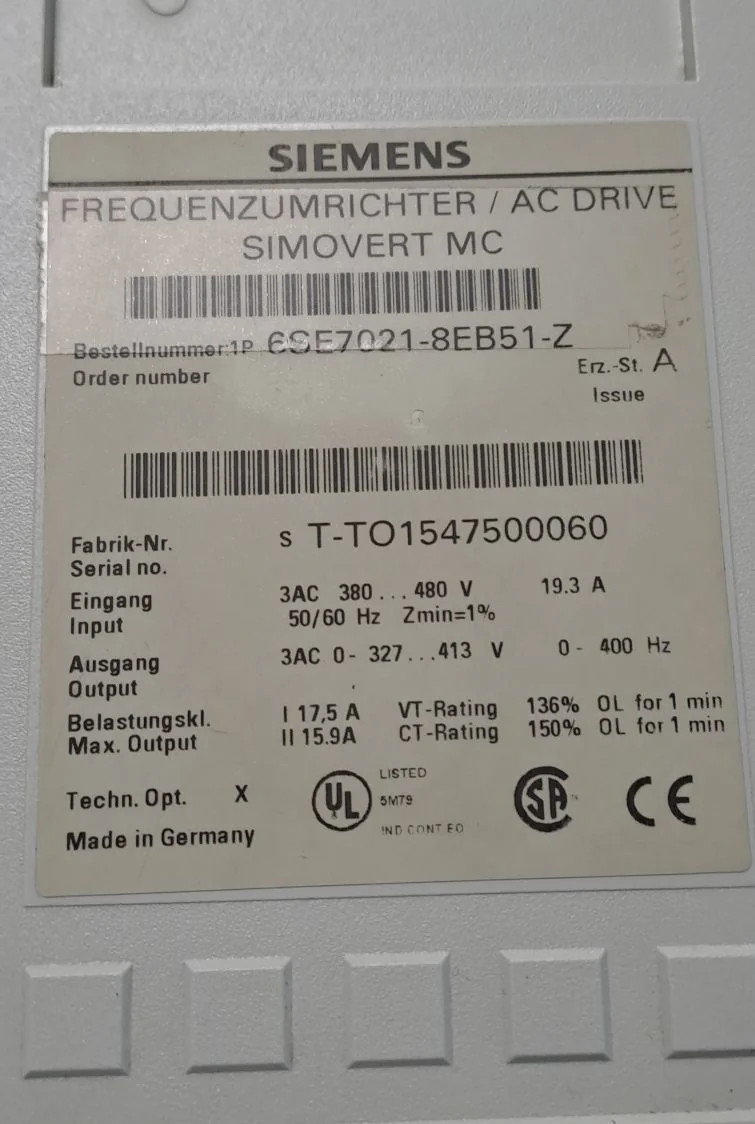 SIEMENS
FREQUENZUMRICHTER / AC DRIVE
SIMOVERT MC
Bestellnummer:1P 6SE7021-8EB51-Z
Order number
Erz.-St. A
Issue
Fabrik-Nr. S T-TO1547500060
Serial no.
Eingang 3AC 380...480 V 19.3 A
Input 50/60 Hz Zmin=1%
Ausgang 3AC 0- 327...413 V 0- 400 Hz
Output
Belastungskl. I 17,5 A VT-Rating 136% OL for 1 min
Max. Output II 15.9A CT-Rating 150% OL for 1 min
Techn. Opt. X
UL
LISTED
5M79
IND CONT EQ
SA
CE
Made in Germany